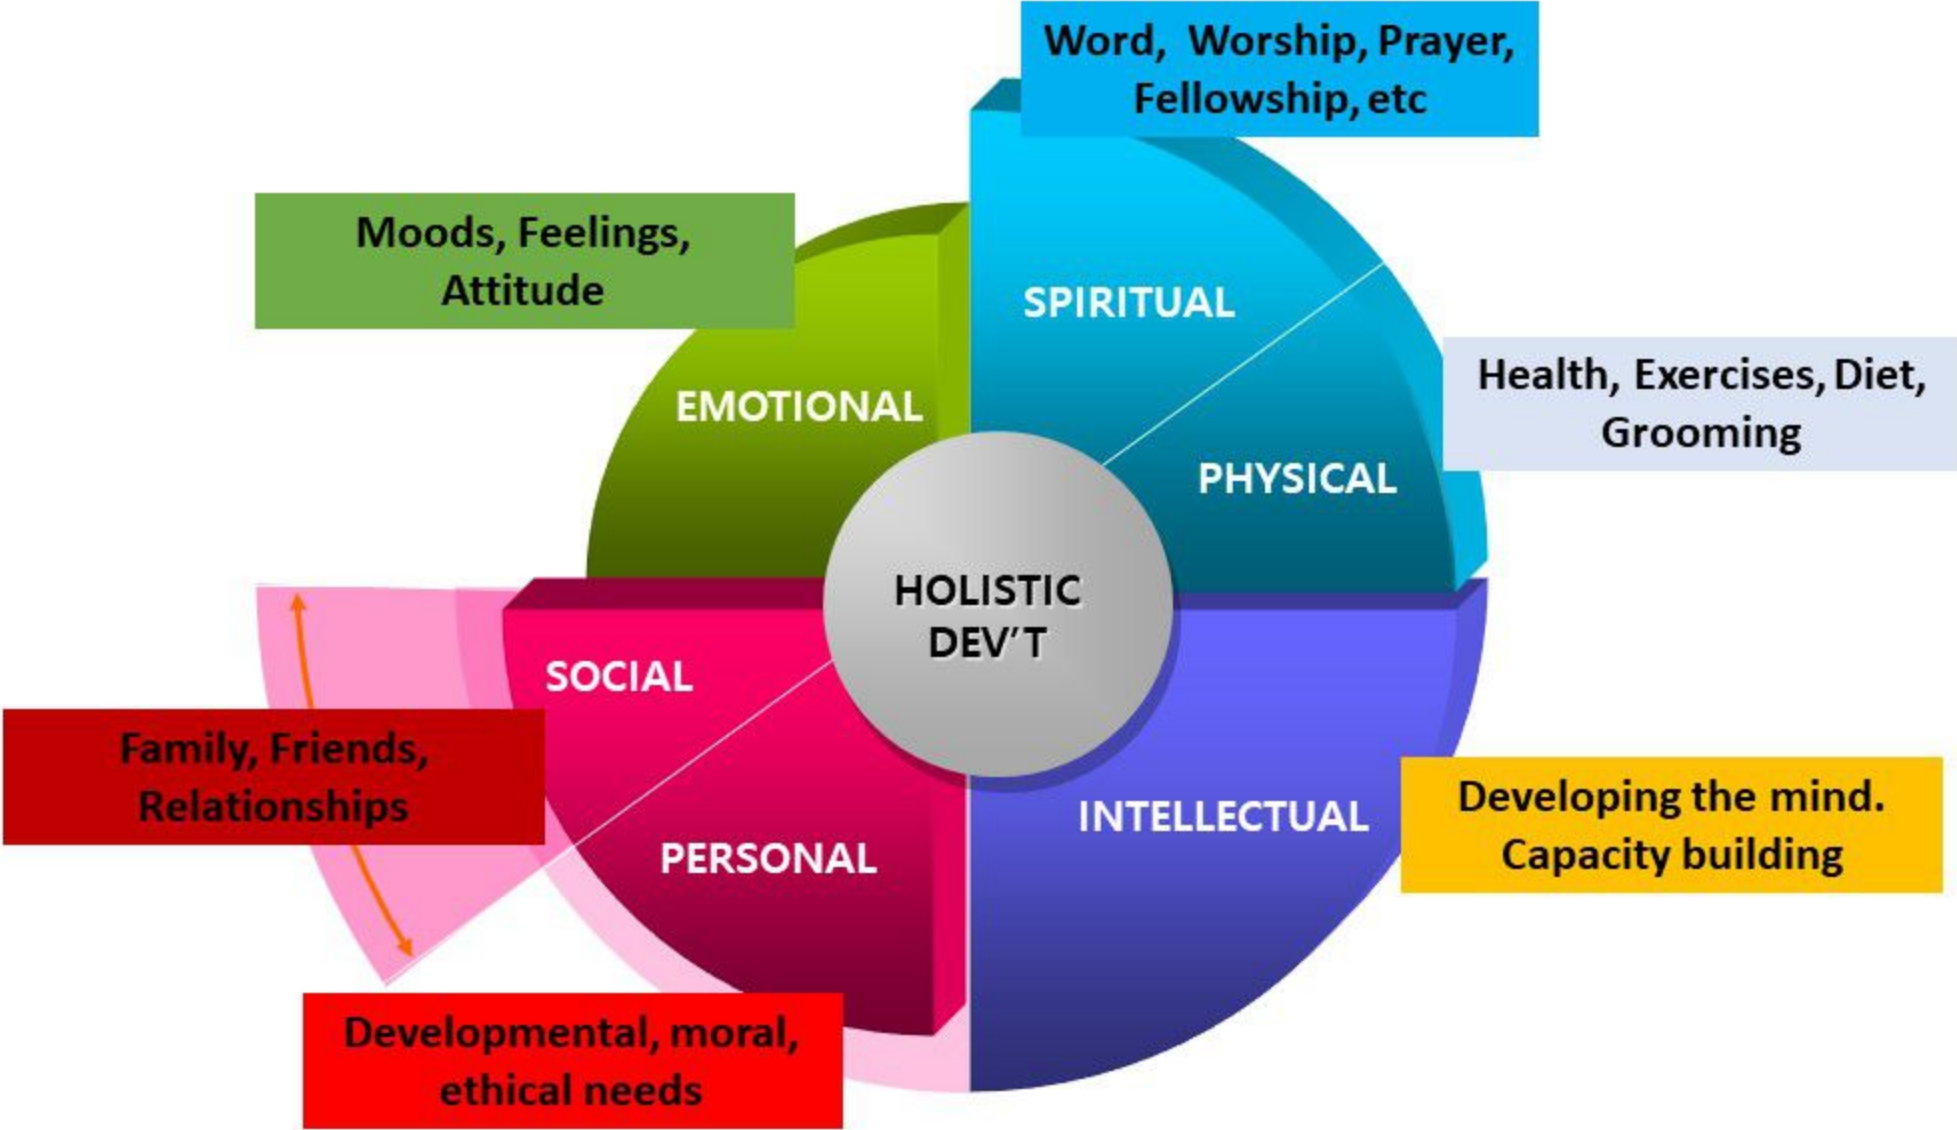 Word, Worship, Prayer,
Fellowship, etc
Moods, Feelings,
Attitude
SPIRITUAL
EMOTIONAL
Health, Exercises, Diet,
Grooming
PHYSICAL
HOLISTIC
DEV'T
SOCIAL
Family, Friends,
Relationships
PERSONAL
INTELLECTUAL
Developing the mind.
Capacity building
Developmental, moral,
ethical needs